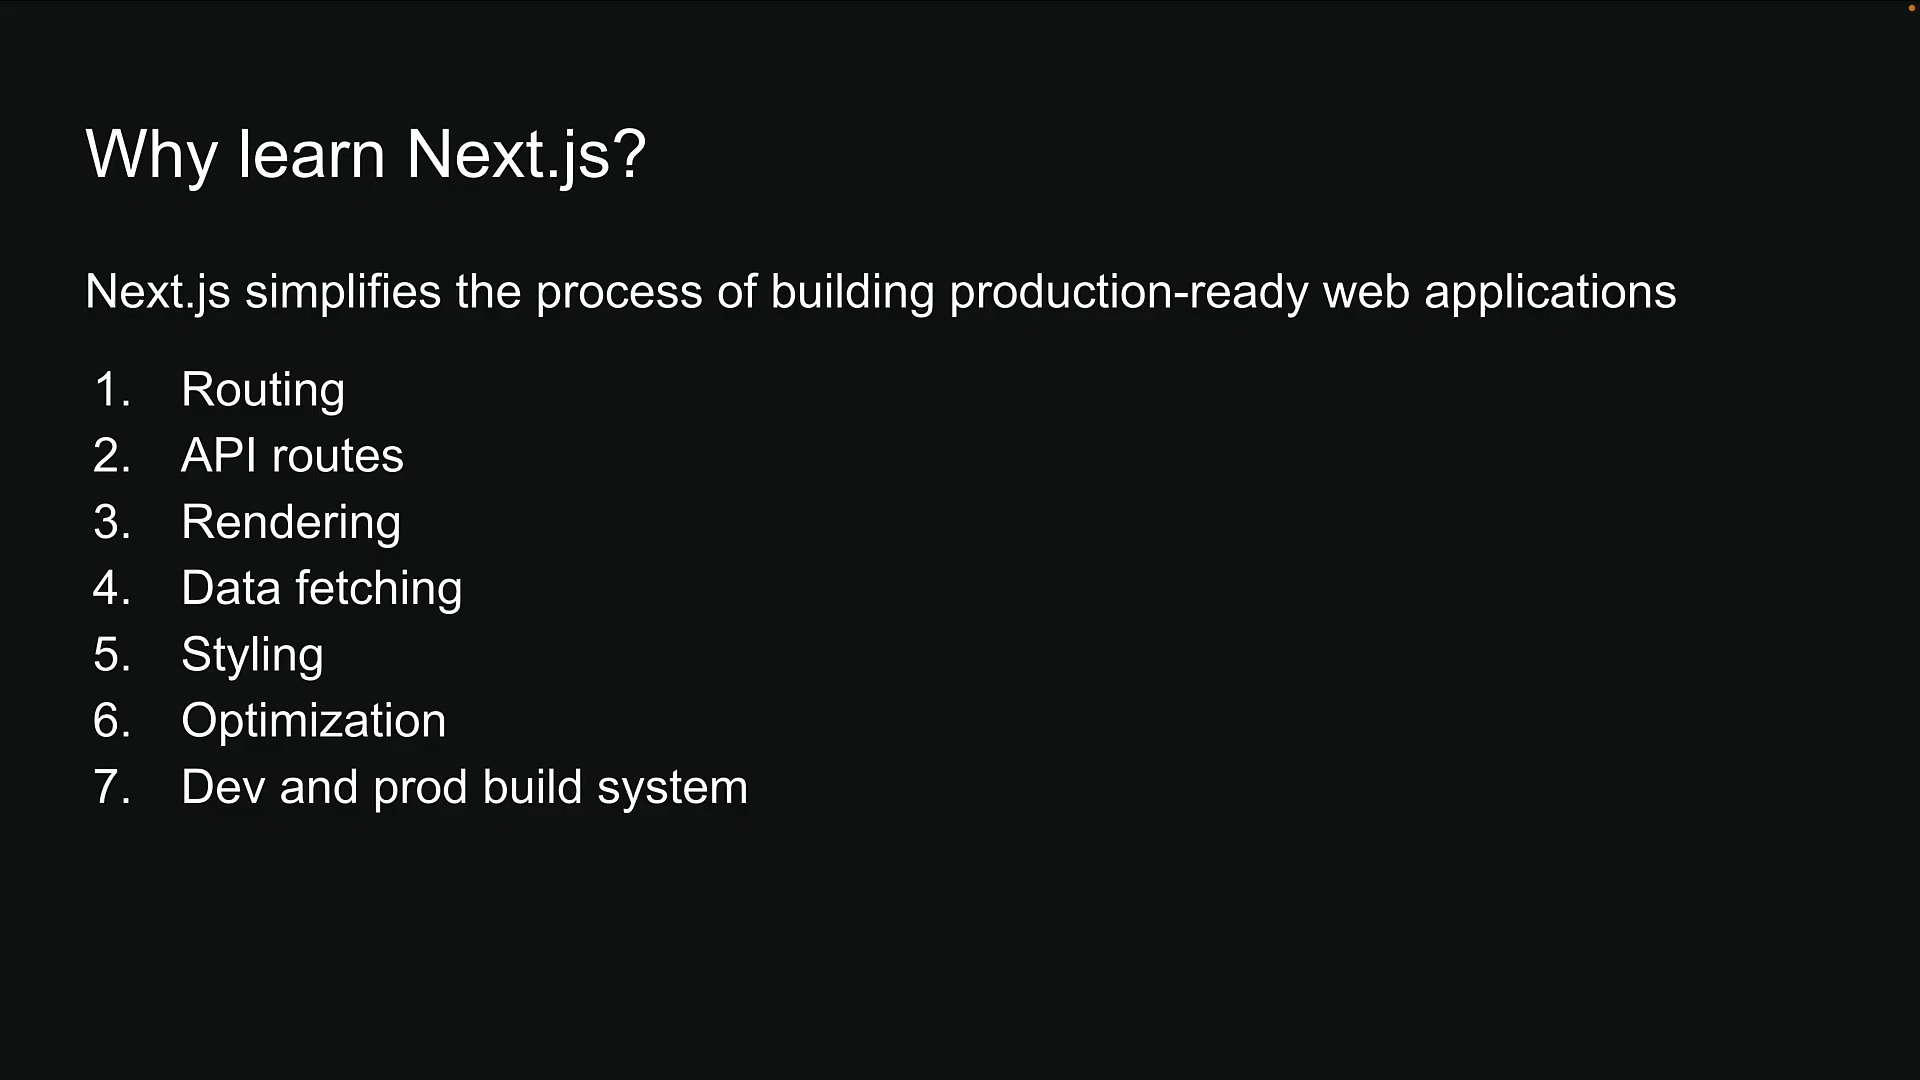 Why learn Next.js?
Next.js simplifies the process of building production-ready web applications
1. Routing
2. API routes
3. Rendering
4. Data fetching
5. Styling
6. Optimization
7. Dev and prod build system